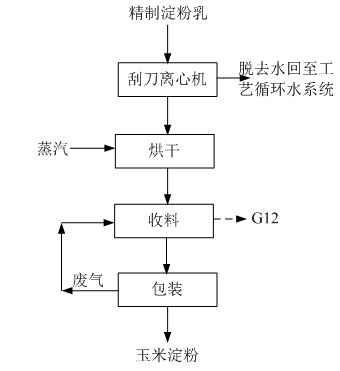 精制淀粉乳
刮刀离心机
脱去水回至工
艺循环水系统
蒸汽
烘干
收料
G12
废气
包装
玉米淀粉